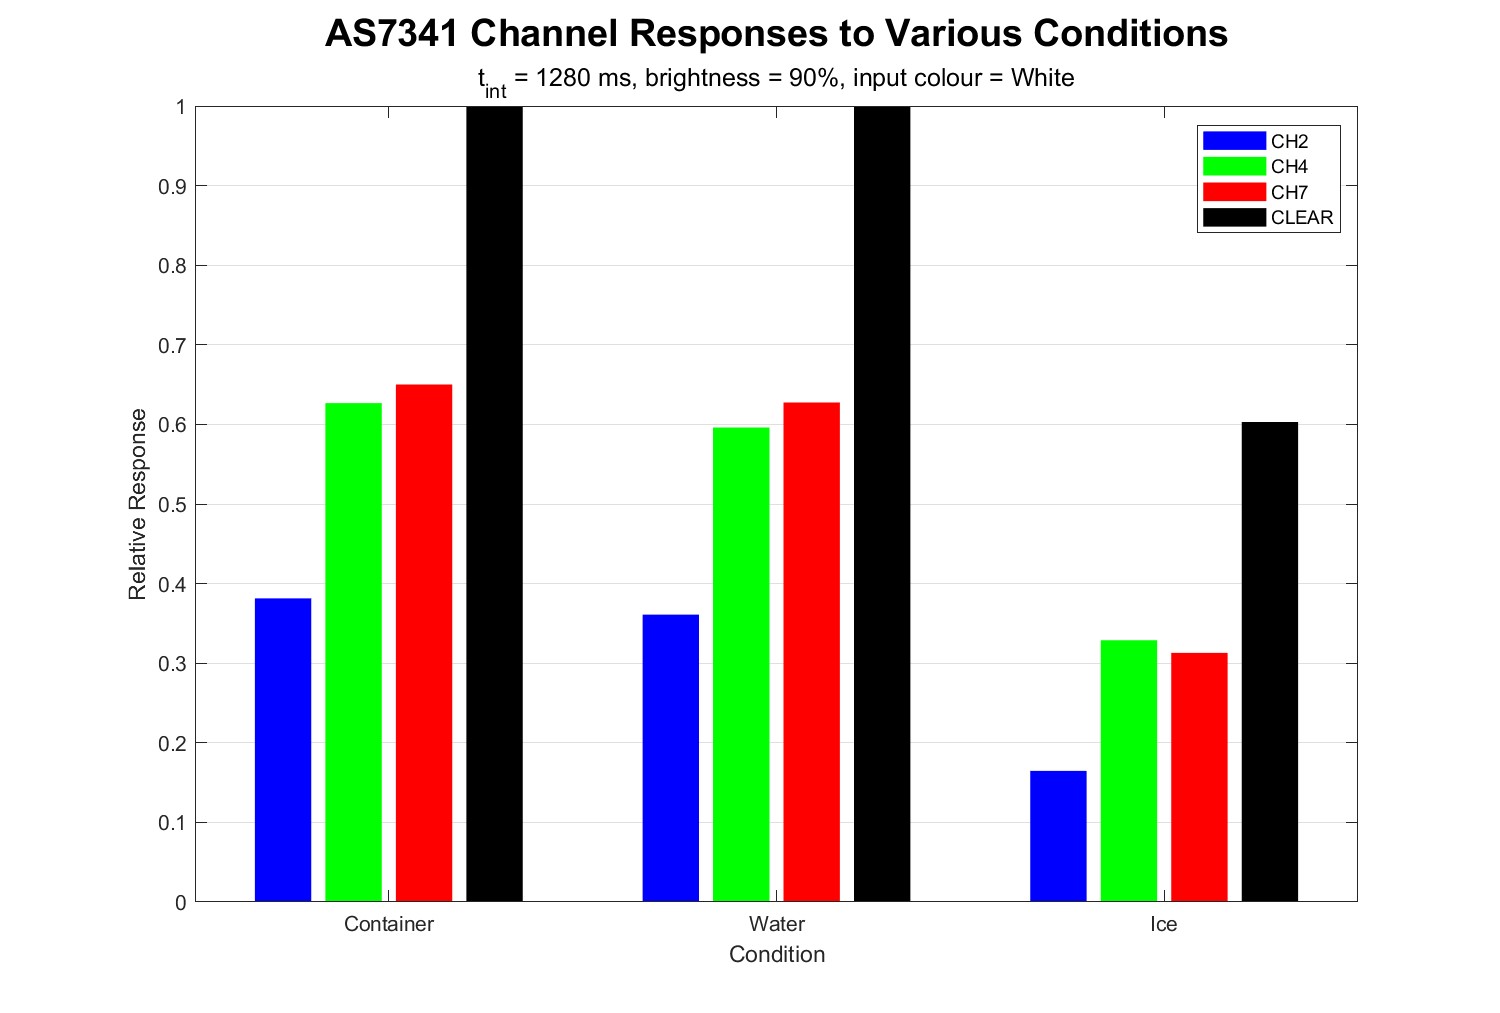 AS7341 Channel Responses to Various Conditions
t_int = 1280 ms, brightness = 90%, input colour = White
1
0.9
0.8
0.7
0.6
0.5
0.4
0.3
0.2
0.1
0
Relative Response
CH2
CH4
CH7
CLEAR
Container Water Ice
Condition